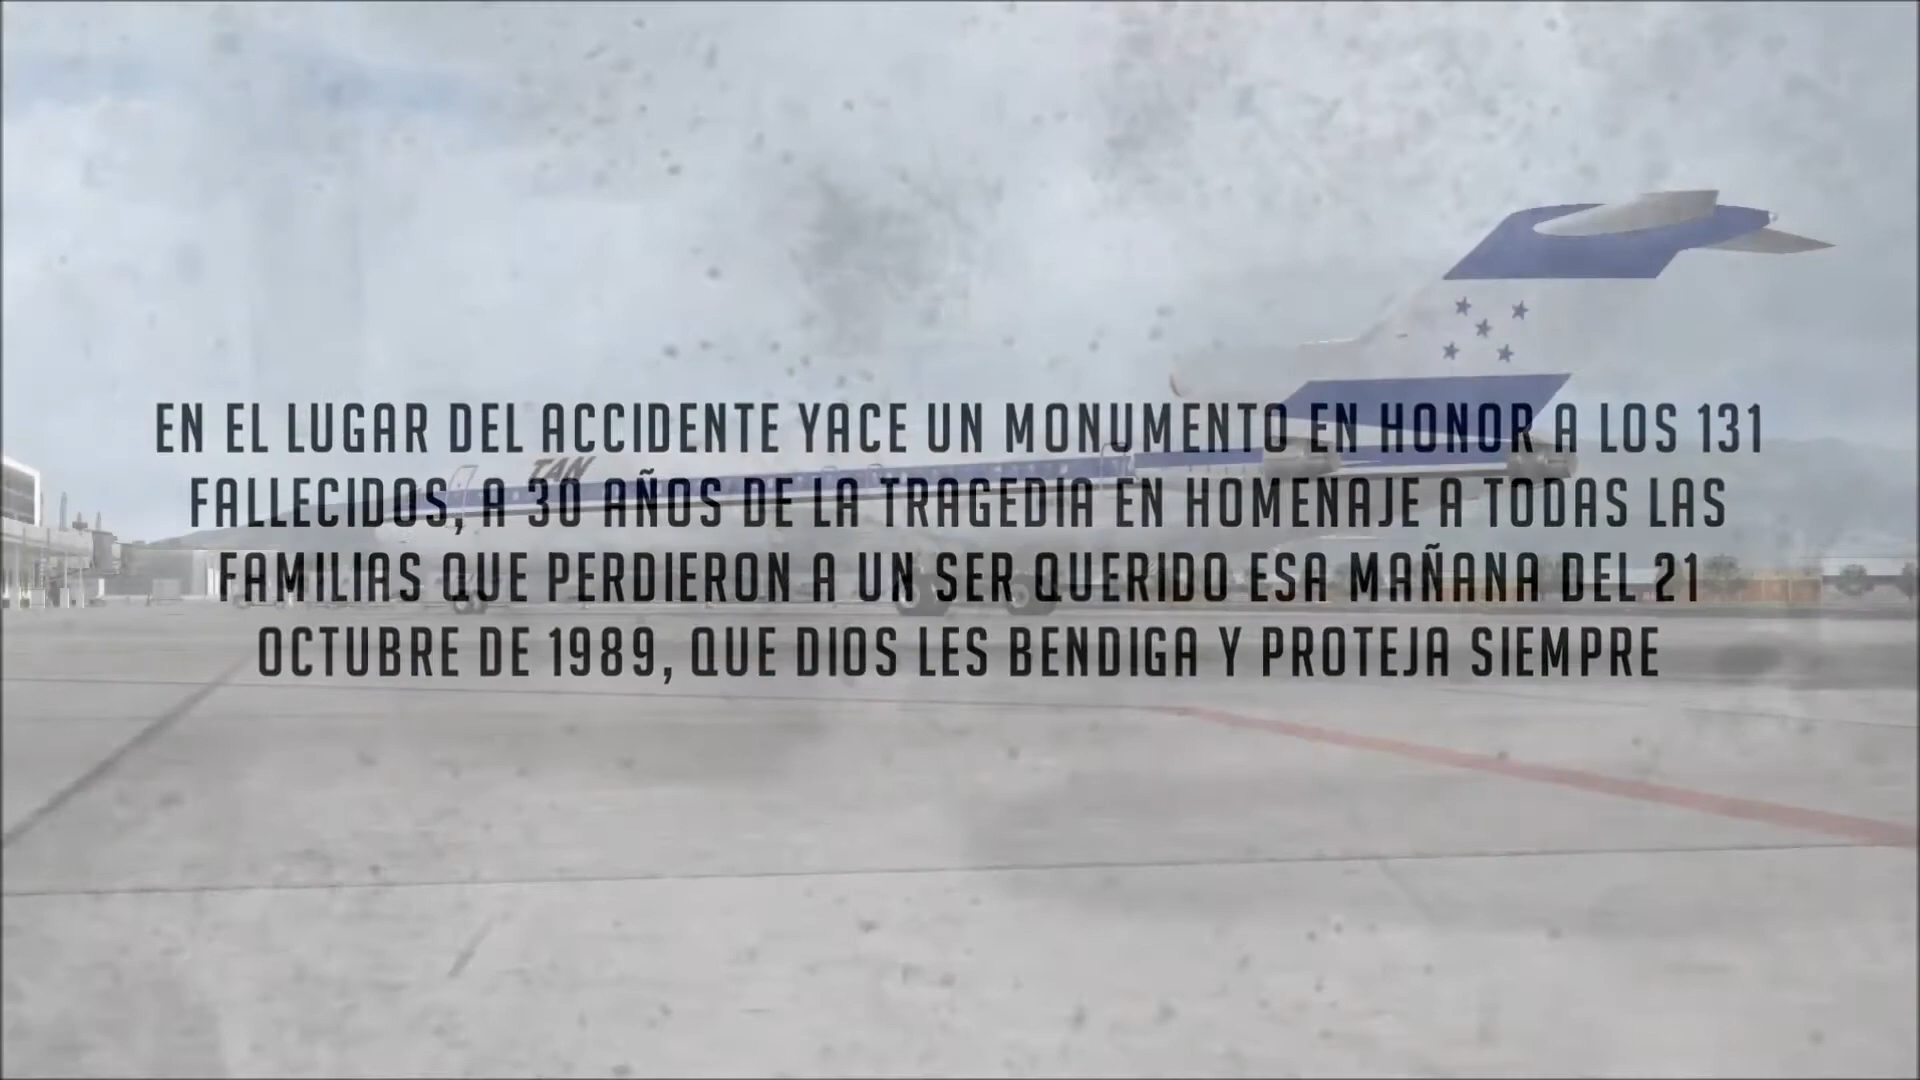 TAN
EN EL LUGAR DEL ACCIDENTE YACE UN MONUMENTO EN HONOR A LOS 131
FALLECIDOS, A 30 AÑOS DE LA TRAGEDIA EN HOMENAJE A TODAS LAS
FAMILIAS QUE PERDIERON A UN SER QUERIDO ESA MAÑANA DEL 21
OCTUBRE DE 1989, QUE DIOS LES BENDIGA Y PROTEJA SIEMPRE